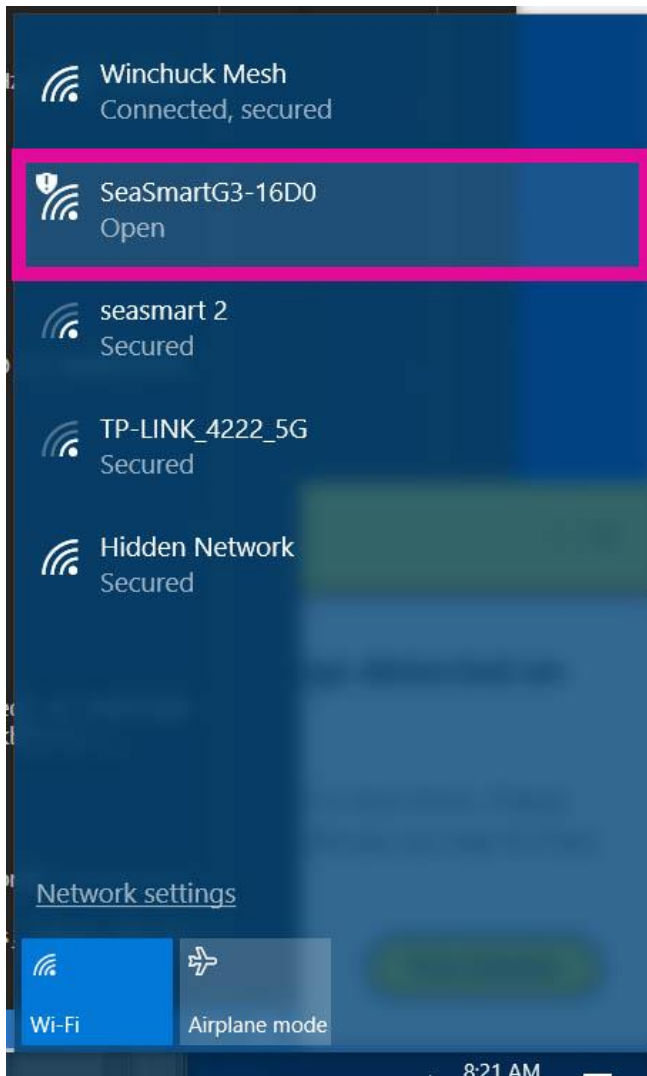 Winchuck Mesh
Connected, secured
SeaSmartG3-16D0
Open
seasmart 2
Secured
TP-LINK_4222_5G
Secured
Hidden Network
Secured
Network settings
Wi-Fi
Airplane mode
8:21 AM